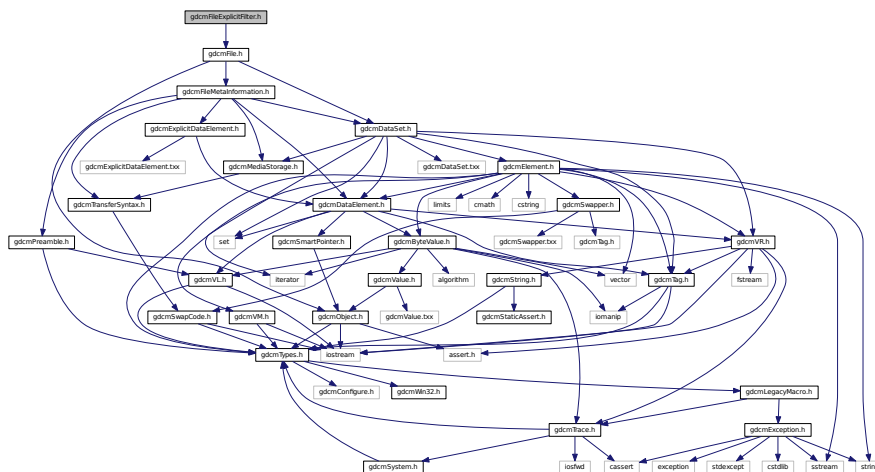 gdcmFileExplicitFilter.h
gdcmFile.h
gdcmFileMetaInformation.h
gdcmExplicitDataElement.h
gdcmDataSet.h
gdcmExplicitDataElement.txx
gdcmMediaStorage.h
gdcmDataSet.txx
gdcmElement.h
gdcmTransferSyntax.h
gdcmDataElement.h
limits
cmath
cstring
gdcmSwapper.h
gdcmPreamble.h
set
gdcmSmartPointer.h
gdcmByteValue.h
gdcmSwapper.txx
gdcmTag.h
gdcmVR.h
gdcmVL.h
iterator
gdcmValue.h
algorithm
gdcmString.h
vector
gdcmTag.h
fstream
gdcmSwapCode.h
gdcmVM.h
gdcmObject.h
gdcmValue.txx
gdcmStaticAssert.h
iomanip
gdcmTypes.h
iostream
assert.h
gdcmConfigure.h
gdcmWin32.h
gdcmLegacyMacro.h
gdcmTrace.h
gdcmException.h
gdcmSystem.h
iosfwd
cassert
exception
stdexcept
cstdlib
sstream